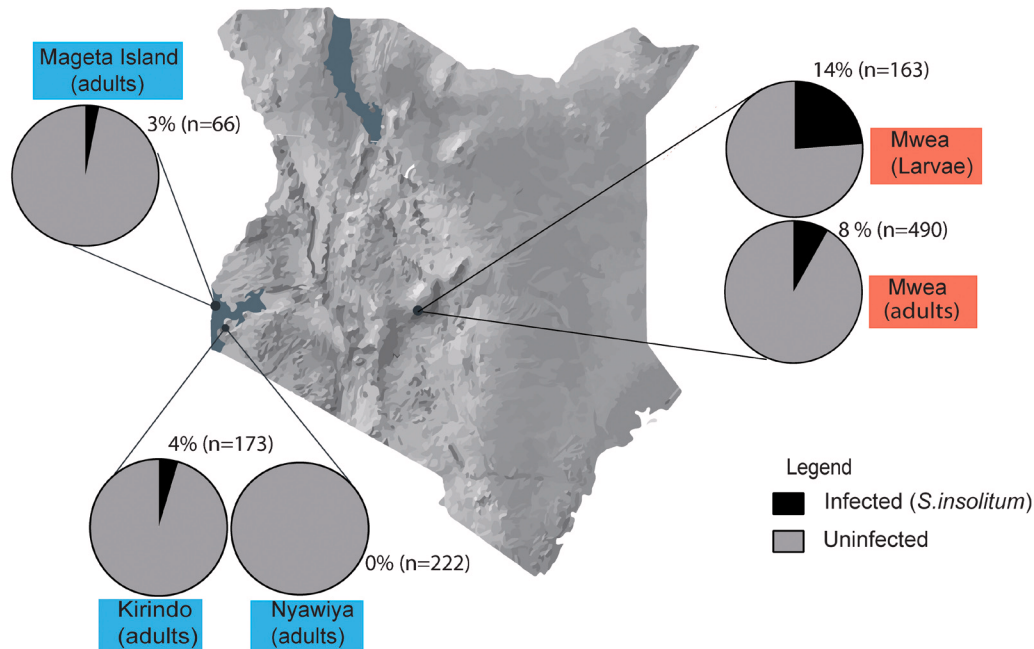 Mageta Island
(adults)
3% (n=66)
14% (n=163)
Mwea
(Larvae)
8 % (n=490)
Mwea
(adults)
4% (n=173)
0% (n=222)
Kirindo
(adults)
Nyawiya
(adults)
Legend
Infected (S.insolitum)
Uninfected